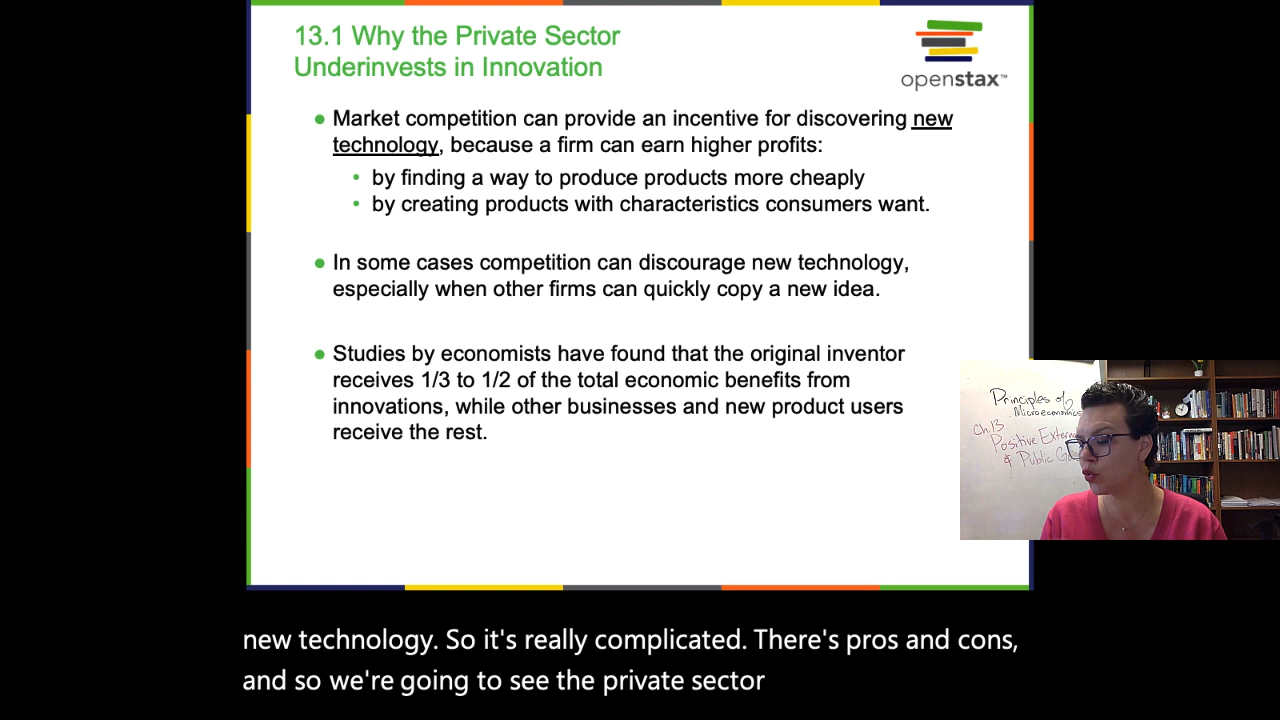 13.1 Why the Private Sector
Underinvests in Innovation
openstax™
● Market competition can provide an incentive for discovering new
technology, because a firm can earn higher profits:
• by finding a way to produce products more cheaply
• by creating products with characteristics consumers want.
● In some cases competition can discourage new technology,
especially when other firms can quickly copy a new idea.
● Studies by economists have found that the original inventor
receives 1/3 to 1/2 of the total economic benefits from
innovations, while other businesses and new product users
receive the rest.
Principles of
Microeconomics
Ch.13
Positive
& Public
new technology. So it's really complicated. There's pros and cons,
and so we're going to see the private sector